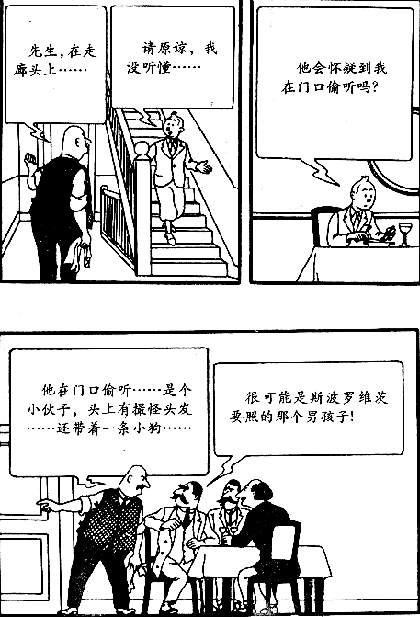 先生,在走
廊头上……
请原谅,我
没听懂……
他会怀疑到我
在门口偷听吗?
他在门口偷听……是个
小伙子,头上有撮怪头发
……还带着一条小狗……
很可能是斯波罗维茨
要照的那个男孩子!